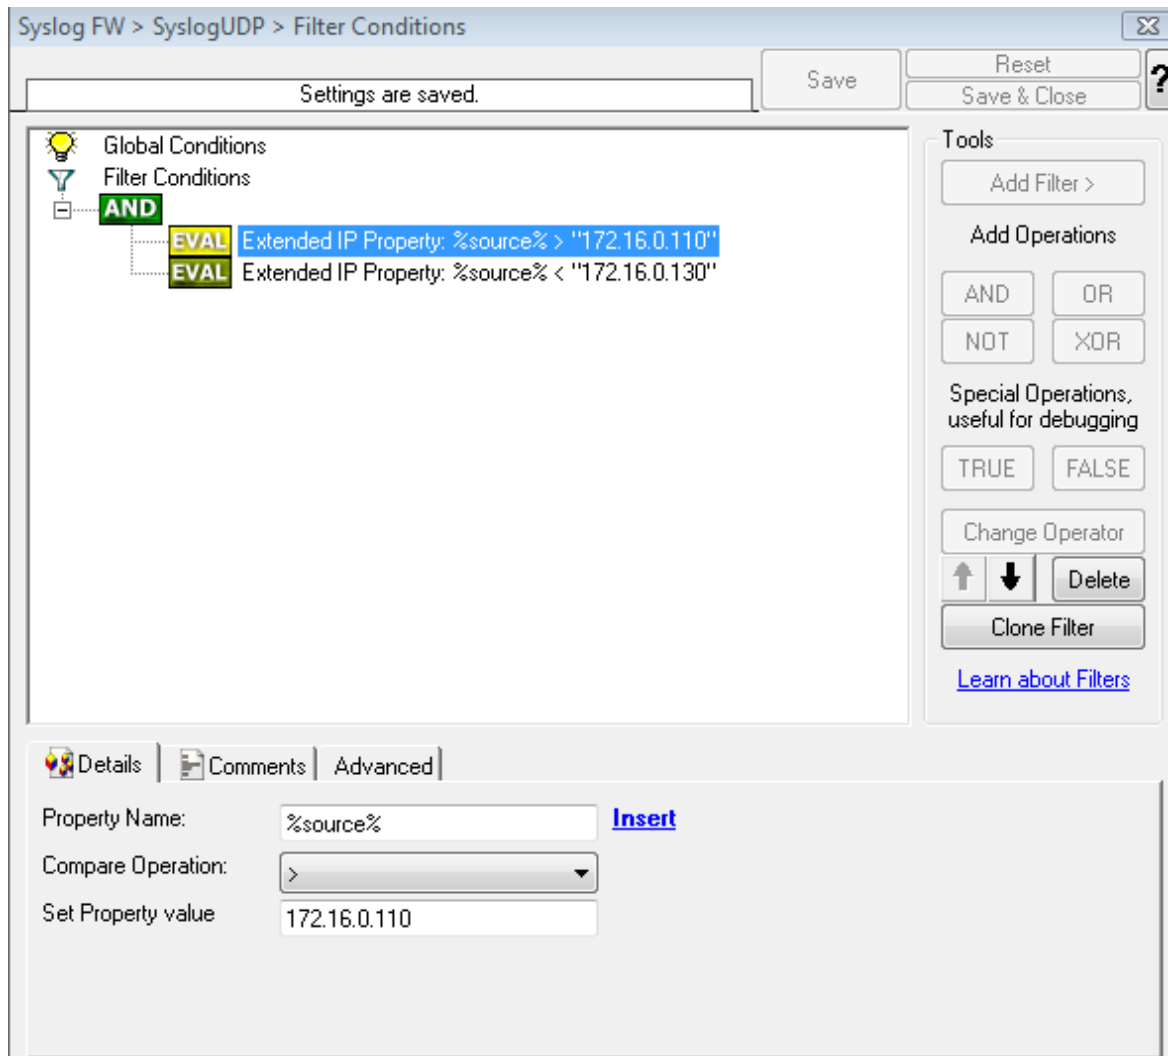 Syslog FW > SyslogUDP > Filter Conditions
Settings are saved.
Save
Reset
Save & Close
?
Global Conditions
Filter Conditions
AND
EVAL Extended IP Property: %source% > "172.16.0.110"
EVAL Extended IP Property: %source% < "172.16.0.130"
Tools
Add Filter >
Add Operations
AND OR
NOT XOR
Special Operations,
useful for debugging
TRUE FALSE
Change Operator
Delete
Clone Filter
Learn about Filters
Details Comments Advanced
Property Name: %source% Insert
Compare Operation: >
Set Property value 172.16.0.110